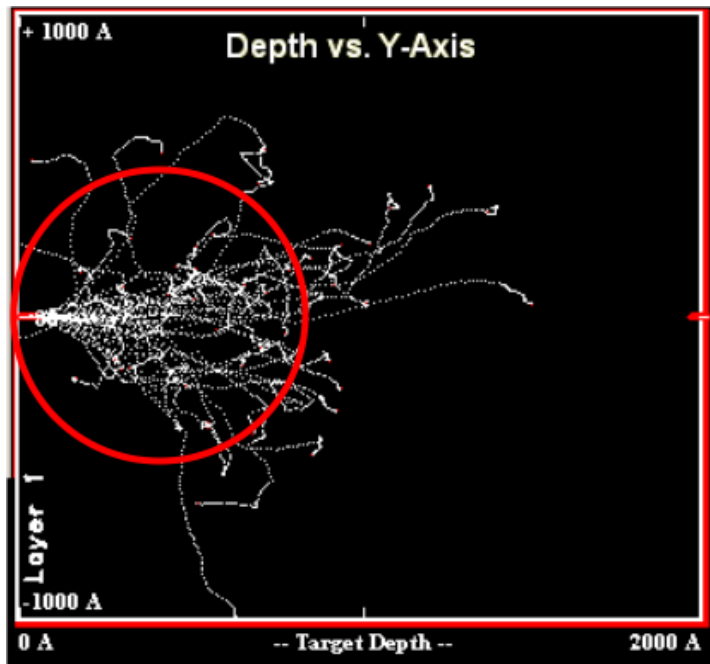 + 1000 A
Depth vs. Y-Axis
Layer 1
-1000 A
0 A
-- Target Depth --
2000 A